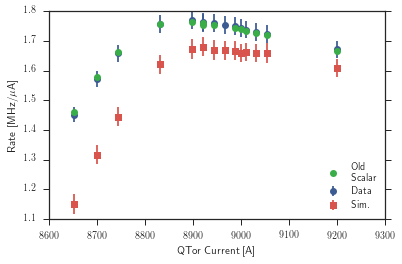 1.8
1.7
1.6
1.5
1.4
1.3
1.2
1.1
Rate [MHz/μA]
Old
Scalar
Data
Sim.
8600 8700 8800 8900 9000 9100 9200 9300
QTor Current [A]